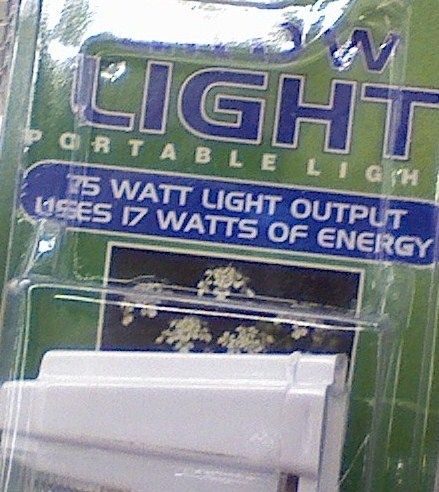 LIGHT
PORTABLE LIGH
75 WATT LIGHT OUTPUT
USES 17 WATTS OF ENERGY